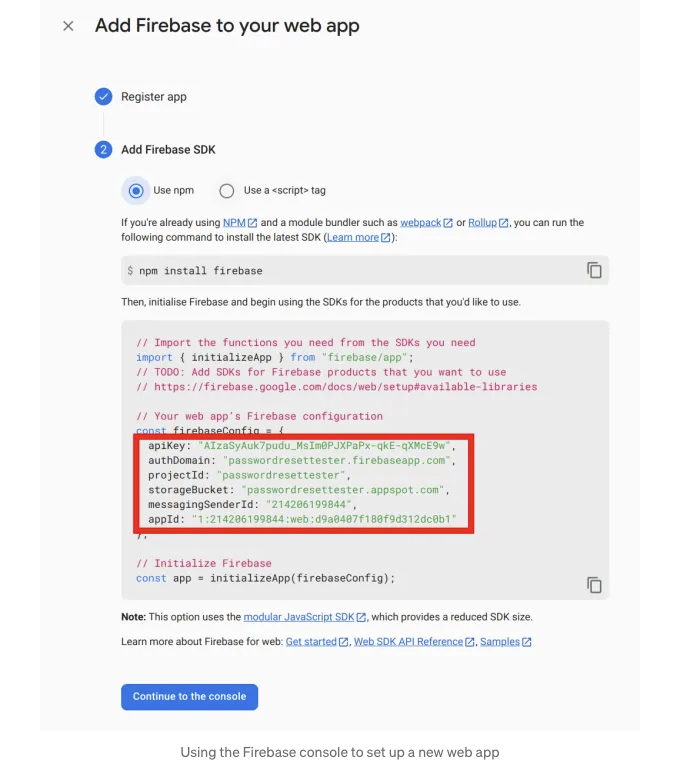 Add Firebase to your web app
Register app
2 Add Firebase SDK
Use npm Use a <script> tag
If you're already using NPM and a module bundler such as webpack or Rollup, you can run the
following command to install the latest SDK (Learn more):
$ npm install firebase
Then, initialise Firebase and begin using the SDKs for the products that you'd like to use.
// Import the functions you need from the SDKs you need
import { initializeApp } from "firebase/app";
// TODO: Add SDKs for Firebase products that you want to use
// https://firebase.google.com/docs/web/setup#available-libraries
// Your web app's Firebase configuration
const firebaseConfig = {
apiKey: "AIzaSyAuk7pudu_MsIm0PJXPaPx-qkE-qXMcE9w",
authDomain: "passwordresettester.firebaseapp.com",
projectId: "passwordresettester",
storageBucket: "passwordresettester.appspot.com",
messagingSenderId: "214206199844",
appId: "1:214206199844:web:d9a0407f180f9d312dc0b1"
};
// Initialize Firebase
const app = initializeApp(firebaseConfig);
Note: This option uses the modular JavaScript SDK, which provides a reduced SDK size.
Learn more about Firebase for web: Get started, Web SDK API Reference, Samples
Continue to the console
Using the Firebase console to set up a new web app